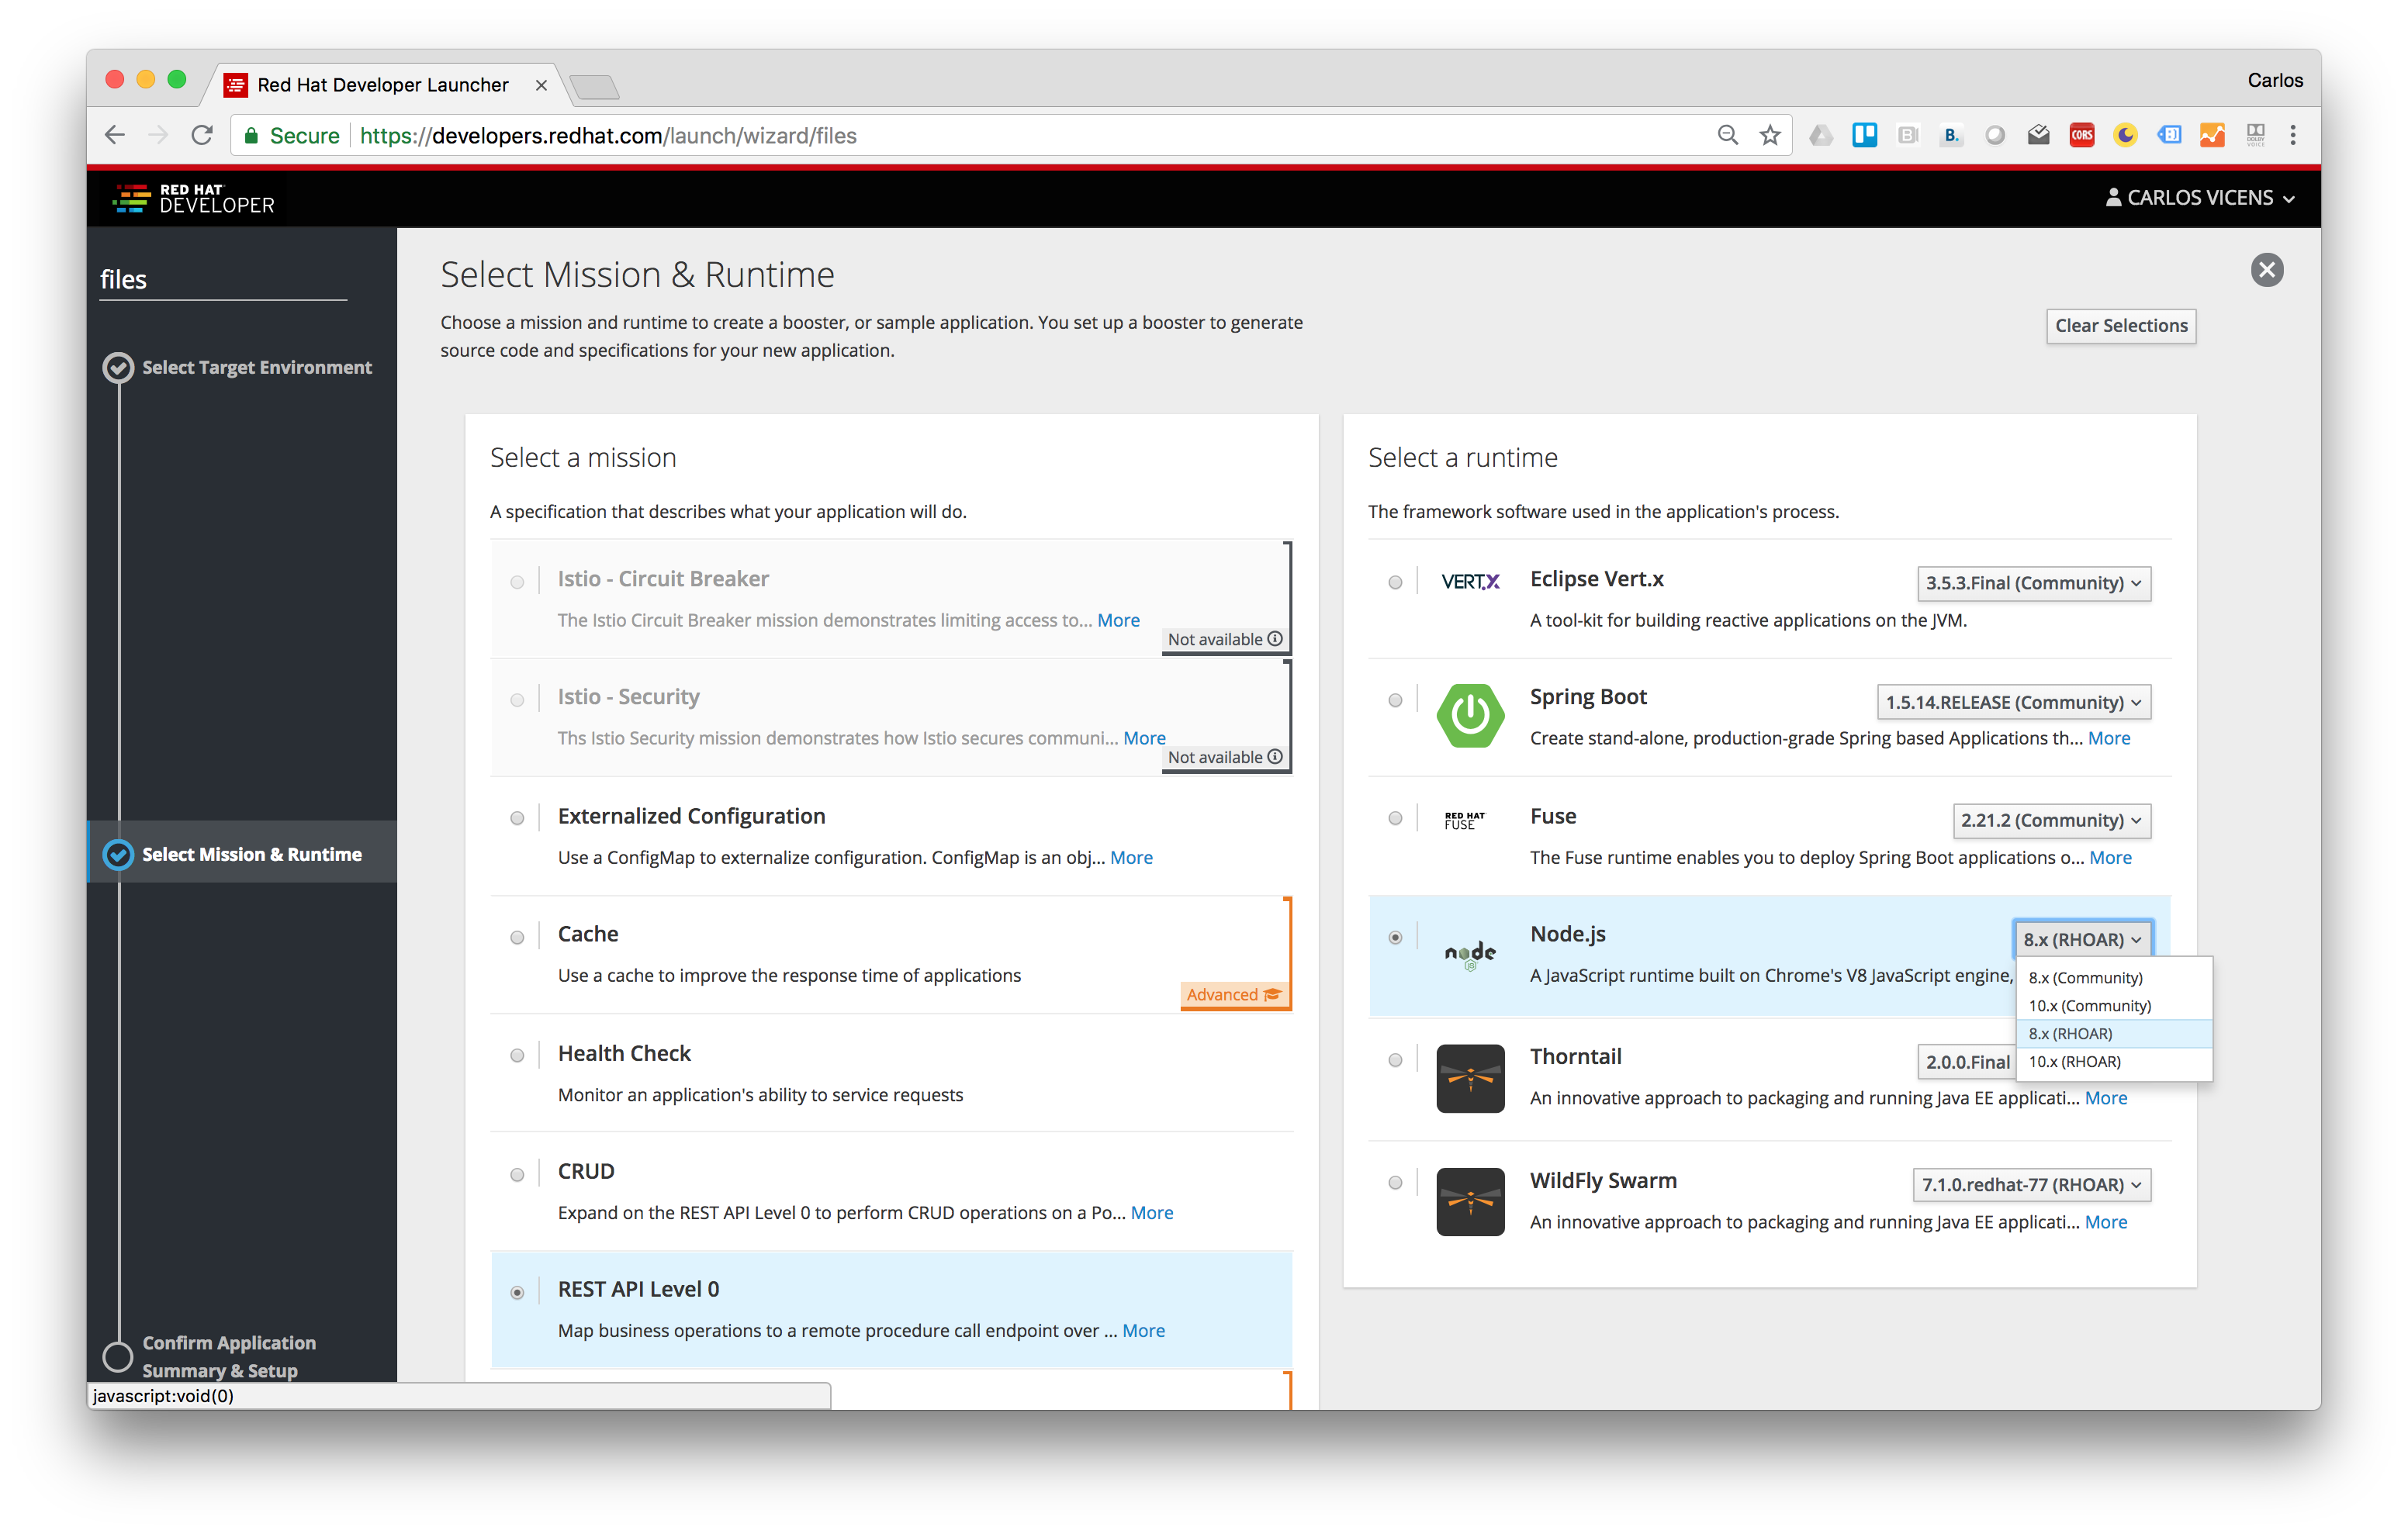 Red Hat Developer Launcher
Carlos
Secure
https://developers.redhat.com/launch/wizard/files
B.
CORS
RED HAT
DEVELOPER
CARLOS VICENS
files
Select Target Environment
Select Mission & Runtime
Confirm Application
Summary & Setup
javascript:void(0)
Select Mission & Runtime
Choose a mission and runtime to create a booster, or sample application. You set up a booster to generate
source code and specifications for your new application.
Clear Selections
Select a mission
A specification that describes what your application will do.
Istio - Circuit Breaker
The Istio Circuit Breaker mission demonstrates limiting access to... More
Not available
Istio - Security
Ths Istio Security mission demonstrates how Istio secures communi... More
Not available
Externalized Configuration
Use a ConfigMap to externalize configuration. ConfigMap is an obj... More
Cache
Use a cache to improve the response time of applications
Advanced
Health Check
Monitor an application's ability to service requests
CRUD
Expand on the REST API Level 0 to perform CRUD operations on a Po... More
REST API Level 0
Map business operations to a remote procedure call endpoint over ... More
Select a runtime
The framework software used in the application's process.
VERT.X
Eclipse Vert.x
3.5.3.Final (Community)
A tool-kit for building reactive applications on the JVM.
Spring Boot
1.5.14.RELEASE (Community)
Create stand-alone, production-grade Spring based Applications th... More
RED HAT
FUSE
Fuse
2.21.2 (Community)
The Fuse runtime enables you to deploy Spring Boot applications o... More
node
JS
Node.js
8.x (RHOAR)
A JavaScript runtime built on Chrome's V8 JavaScript engine,
8.x (Community)
10.x (Community)
8.x (RHOAR)
10.x (RHOAR)
Thorntail
2.0.0.Final
An innovative approach to packaging and running Java EE applicati... More
WildFly Swarm
7.1.0.redhat-77 (RHOAR)
An innovative approach to packaging and running Java EE applicati... More